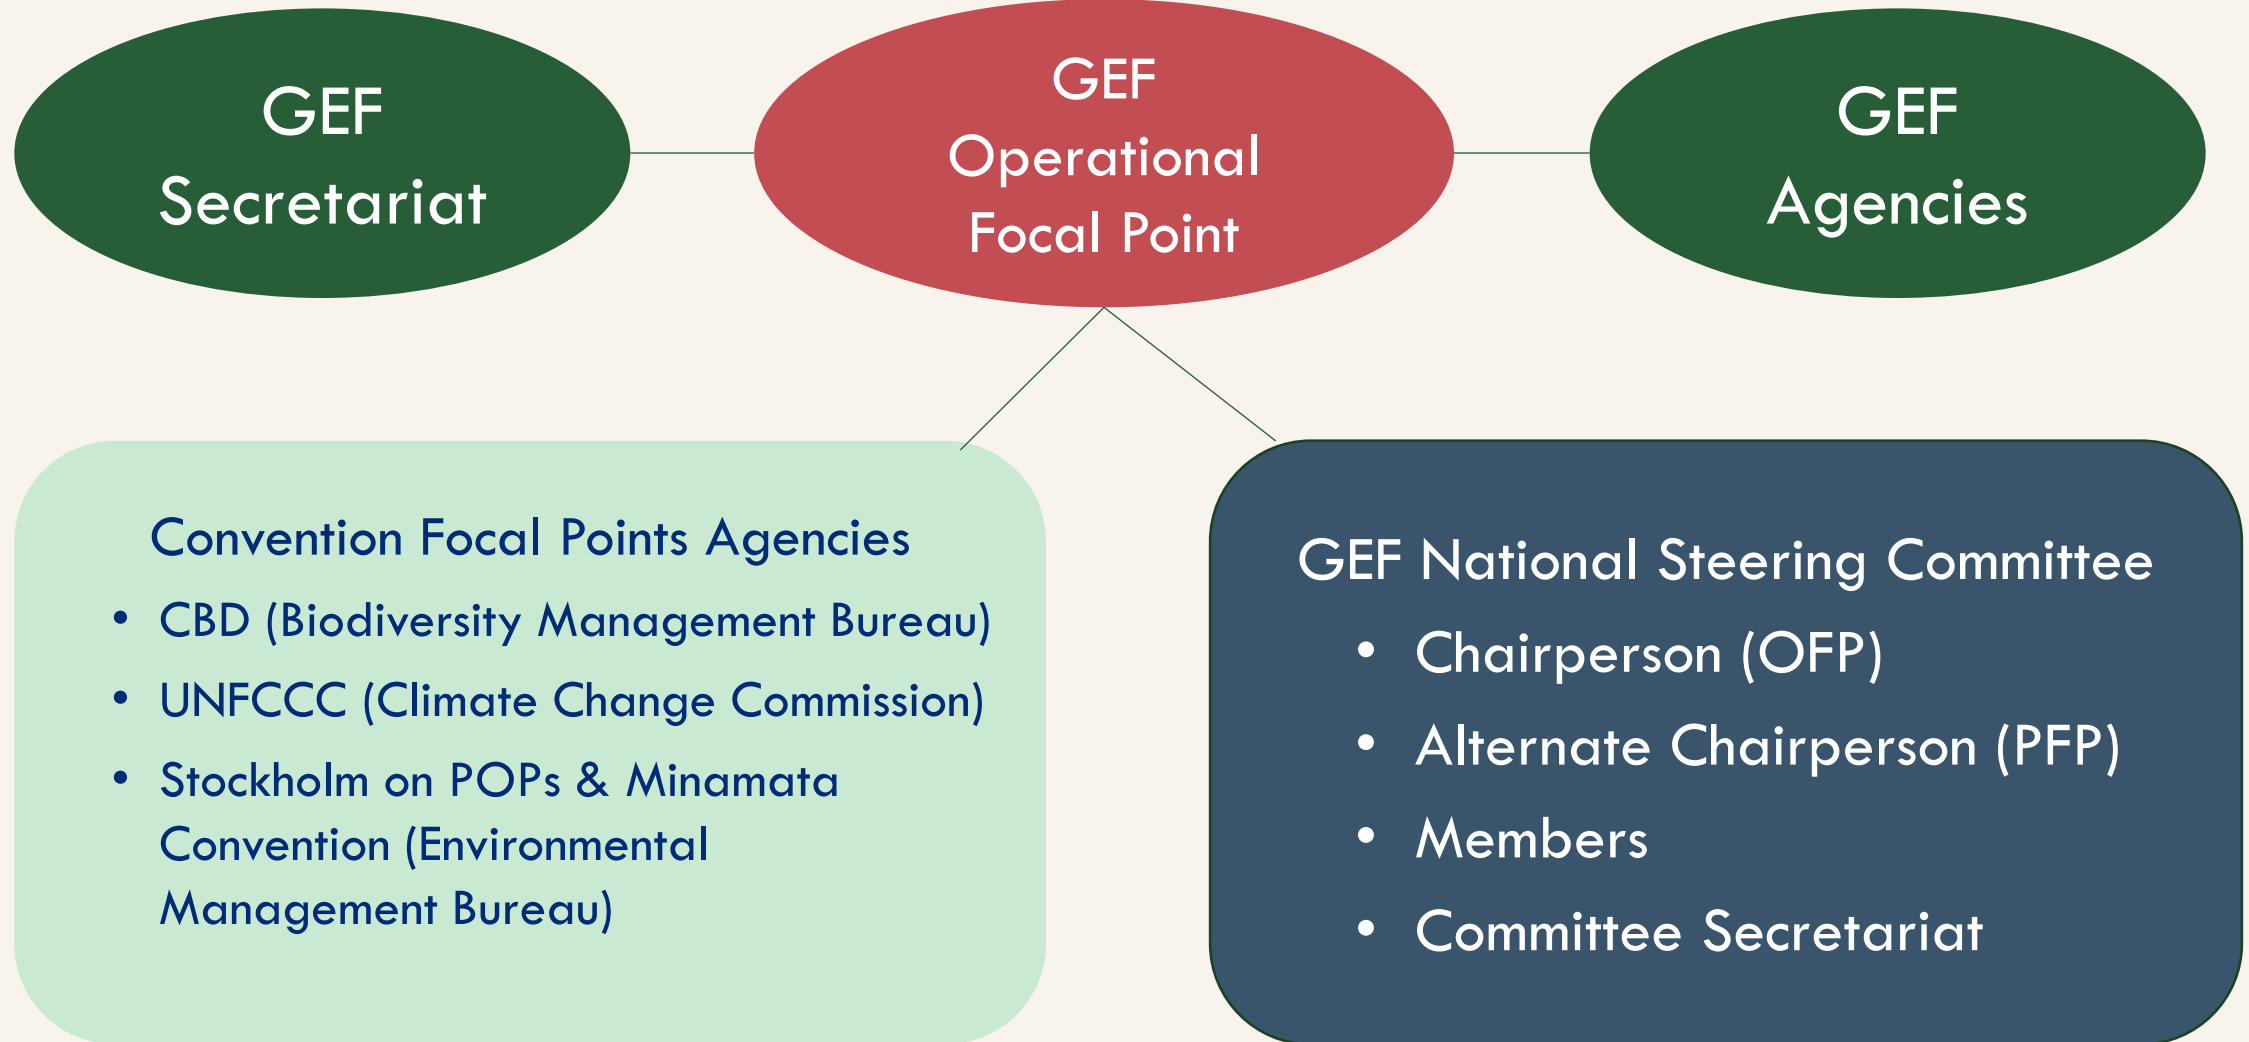 GEF
Secretariat
GEF
Operational
Focal Point
GEF
Agencies
Convention Focal Points Agencies
• CBD (Biodiversity Management Bureau)
• UNFCCC (Climate Change Commission)
• Stockholm on POPs & Minamata
Convention (Environmental
Management Bureau)
GEF National Steering Committee
• Chairperson (OFP)
• Alternate Chairperson (PFP)
• Members
• Committee Secretariat